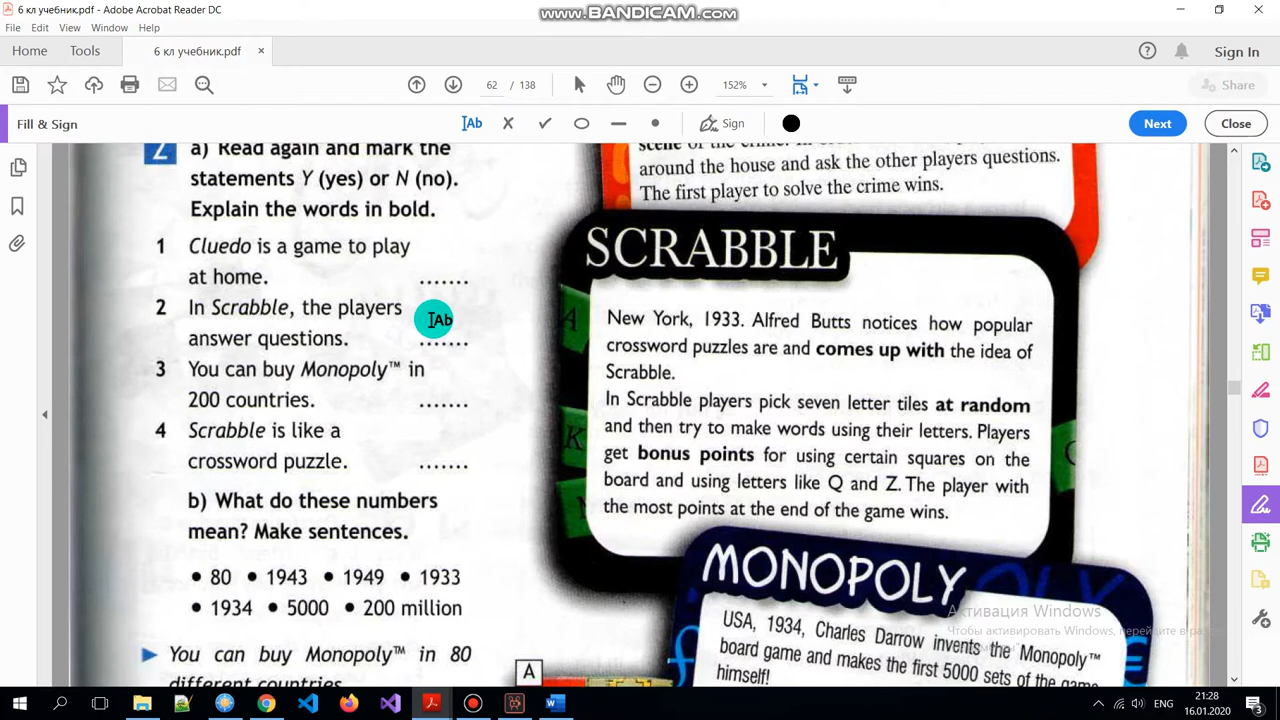 6 кл учебник.pdf - Adobe Acrobat Reader DC
www.BANDICAM.com
File Edit View Window Help
Home Tools 6 кл учебник.pdf × Sign In
62 / 138 152% Share
Fill & Sign Ab Sign Next Close
2 a) Read again and mark the
statements Y (yes) or N (no).
Explain the words in bold.
1 Cluedo is a game to play
at home. .......
2 In Scrabble, the players
answer questions. .......
3 You can buy Monopoly™ in
200 countries. .......
4 Scrabble is like a
crossword puzzle. .......
b) What do these numbers
mean? Make sentences.
• 80 • 1943 • 1949 • 1933
• 1934 • 5000 • 200 million
You can buy Monopoly™ in 80
different countries
Ab
around the house and ask the other players questions.
The first player to solve the crime wins.
SCRABBLE
New York, 1933. Alfred Butts notices how popular
crossword puzzles are and comes up with the idea of
Scrabble.
In Scrabble players pick seven letter tiles at random
and then try to make words using their letters. Players
get bonus points for using certain squares on the
board and using letters like Q and Z. The player with
the most points at the end of the game wins.
A
K
MONOPOLY
USA, 1934, Charles Darrow invents the Monopoly™
board game and makes the first 5000 sets of the game
himself!
A
Активация Windows
Чтобы активировать Windows, перейдите в
ENG
21:28
16.01.2020
3